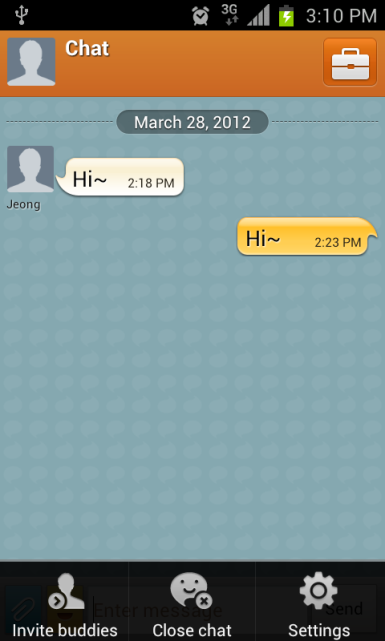 3G 3:10 PM
Chat
March 28, 2012
Hi~ 2:18 PM
Jeong
Hi~ 2:23 PM
Enter message Send
Invite buddies Close chat Settings